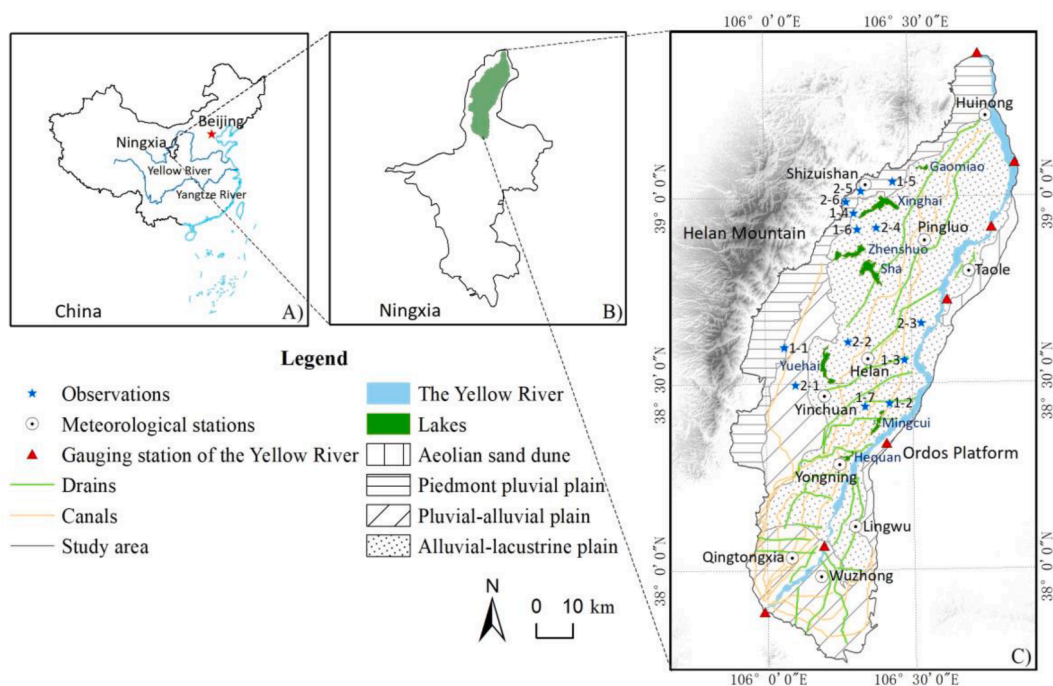 Beijing
Ningxia
Yellow River
Yangtze River
China
A)
Ningxia
B)
106° 0′0″E
106° 30′0″E
39° 0′0″N
38° 30′0″N
38° 0′0″N
Huinong
Gaomiao
Shizuishan
1-5
2-5
2-6
Xinghai
1-4
1-6
2-4
Pingluo
Helan Mountain
Zhenshuo
Sha
Taole
2-3
1-1
2-2
1-3
Yuehai
Helan
2-1
Yinchuan
1-7
1-2
Mingcui
Ordos Platform
Hequan
Yongning
Lingwu
Qingtongxia
Wuzhong
39° 0′0″N
38° 30′0″N
38° 0′0″N
106° 0′0″E
106° 30′0″E
C)
Legend
Observations
Meteorological stations
Gauging station of the Yellow River
Drains
Canals
Study area
The Yellow River
Lakes
Aeolian sand dune
Piedmont pluvial plain
Pluvial-alluvial plain
Alluvial-lacustrine plain
N
0 10 km